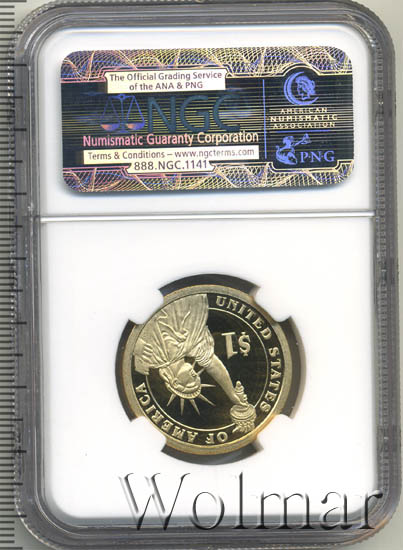 The Official Grading Service
of the ANA & PNG
NGC
Numismatic Guaranty Corporation
Terms & Conditions – www.ngcterms.com
888.NGC.1141
AMERICAN
NUMISMATIC
ASSOCIATION
PNG
UNITED STATES
OF AMERICA
$1
Wolmar